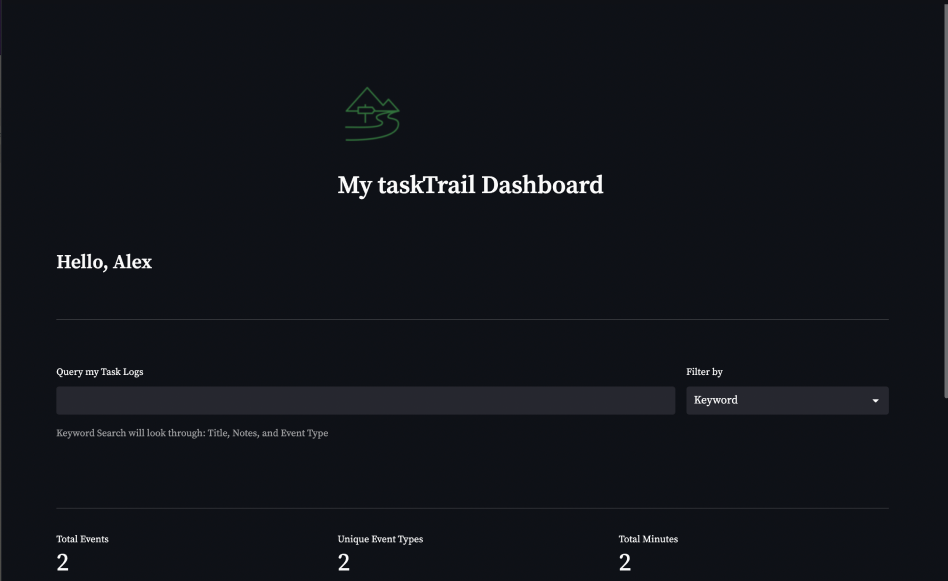 My taskTrail Dashboard
Hello, Alex
Query my Task Logs
Filter by
Keyword
Keyword Search will look through: Title, Notes, and Event Type
Total Events
Unique Event Types
Total Minutes
2
2
2